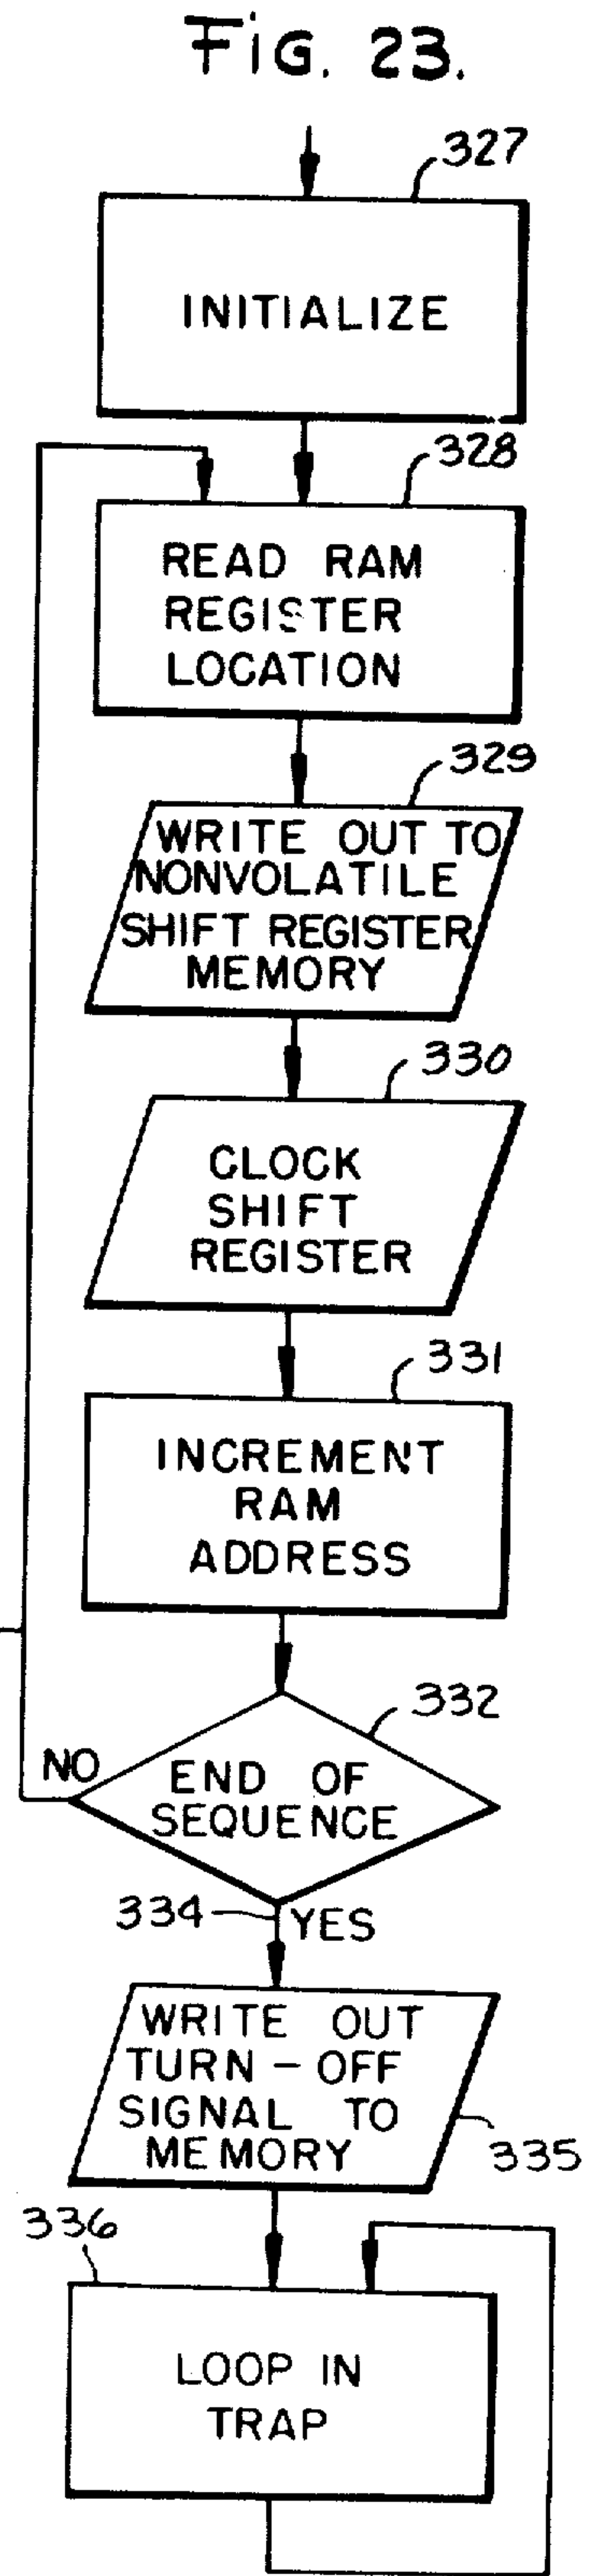 FIG. 23.
327
INITIALIZE
328
READ RAM
REGISTER
LOCATION
329
WRITE OUT TO
NONVOLATILE
SHIFT REGISTER
MEMORY
330
CLOCK
SHIFT
REGISTER
331
INCREMENT
RAM
ADDRESS
332
NO
END OF
SEQUENCE
334
YES
WRITE OUT
TURN-OFF
SIGNAL TO
MEMORY
335
336
LOOP IN
TRAP